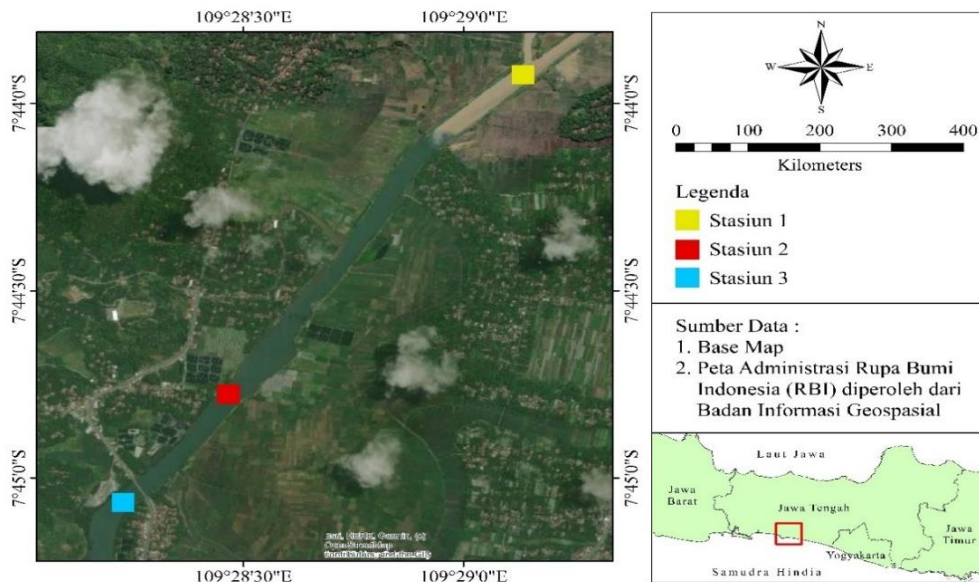 109°28'30"E
109°29'0"E
7°44'0"S
7°44'30"S
7°45'0"S
7°44'0"S
7°44'30"S
7°45'0"S
109°28'30"E
109°29'0"E
N
W
E
S
0 100 200 300 400
Kilometers
Legenda
Stasiun 1
Stasiun 2
Stasiun 3
Sumber Data :
1. Base Map
2. Peta Administrasi Rupa Bumi
Indonesia (RBI) diperoleh dari
Badan Informasi Geospasial
Laut Jawa
Jawa
Barat
Jawa Tengah
Jawa
Timur
Yogyakarta
Samudra Hindia